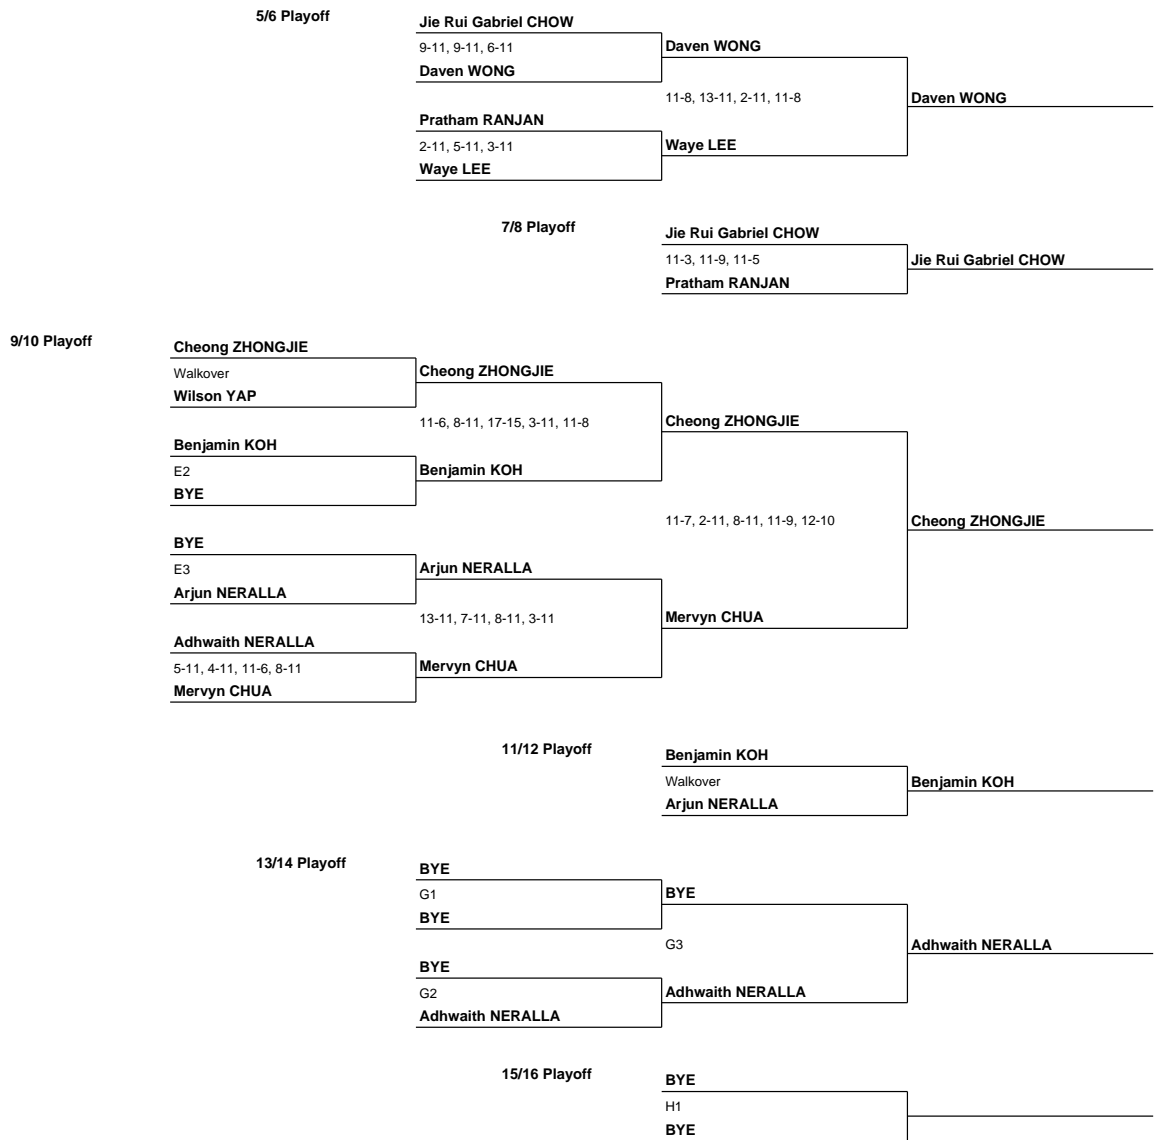 5/6 Playoff
Jie Rui Gabriel CHOW
9-11, 9-11, 6-11
Daven WONG
Daven WONG
11-8, 13-11, 2-11, 11-8
Daven WONG
Pratham RANJAN
2-11, 5-11, 3-11
Waye LEE
Waye LEE
7/8 Playoff
Jie Rui Gabriel CHOW
11-3, 11-9, 11-5
Jie Rui Gabriel CHOW
Pratham RANJAN
9/10 Playoff
Cheong ZHONGJIE
Walkover
Cheong ZHONGJIE
Wilson YAP
11-6, 8-11, 17-15, 3-11, 11-8
Cheong ZHONGJIE
Benjamin KOH
E2
Benjamin KOH
BYE
11-7, 2-11, 8-11, 11-9, 12-10
Cheong ZHONGJIE
BYE
E3
Arjun NERALLA
Arjun NERALLA
13-11, 7-11, 8-11, 3-11
Mervyn CHUA
Adhwaith NERALLA
5-11, 4-11, 11-6, 8-11
Mervyn CHUA
Mervyn CHUA
11/12 Playoff
Benjamin KOH
Walkover
Benjamin KOH
Arjun NERALLA
13/14 Playoff
BYE
G1
BYE
BYE
G3
Adhwaith NERALLA
BYE
G2
Adhwaith NERALLA
Adhwaith NERALLA
15/16 Playoff
BYE
H1
BYE